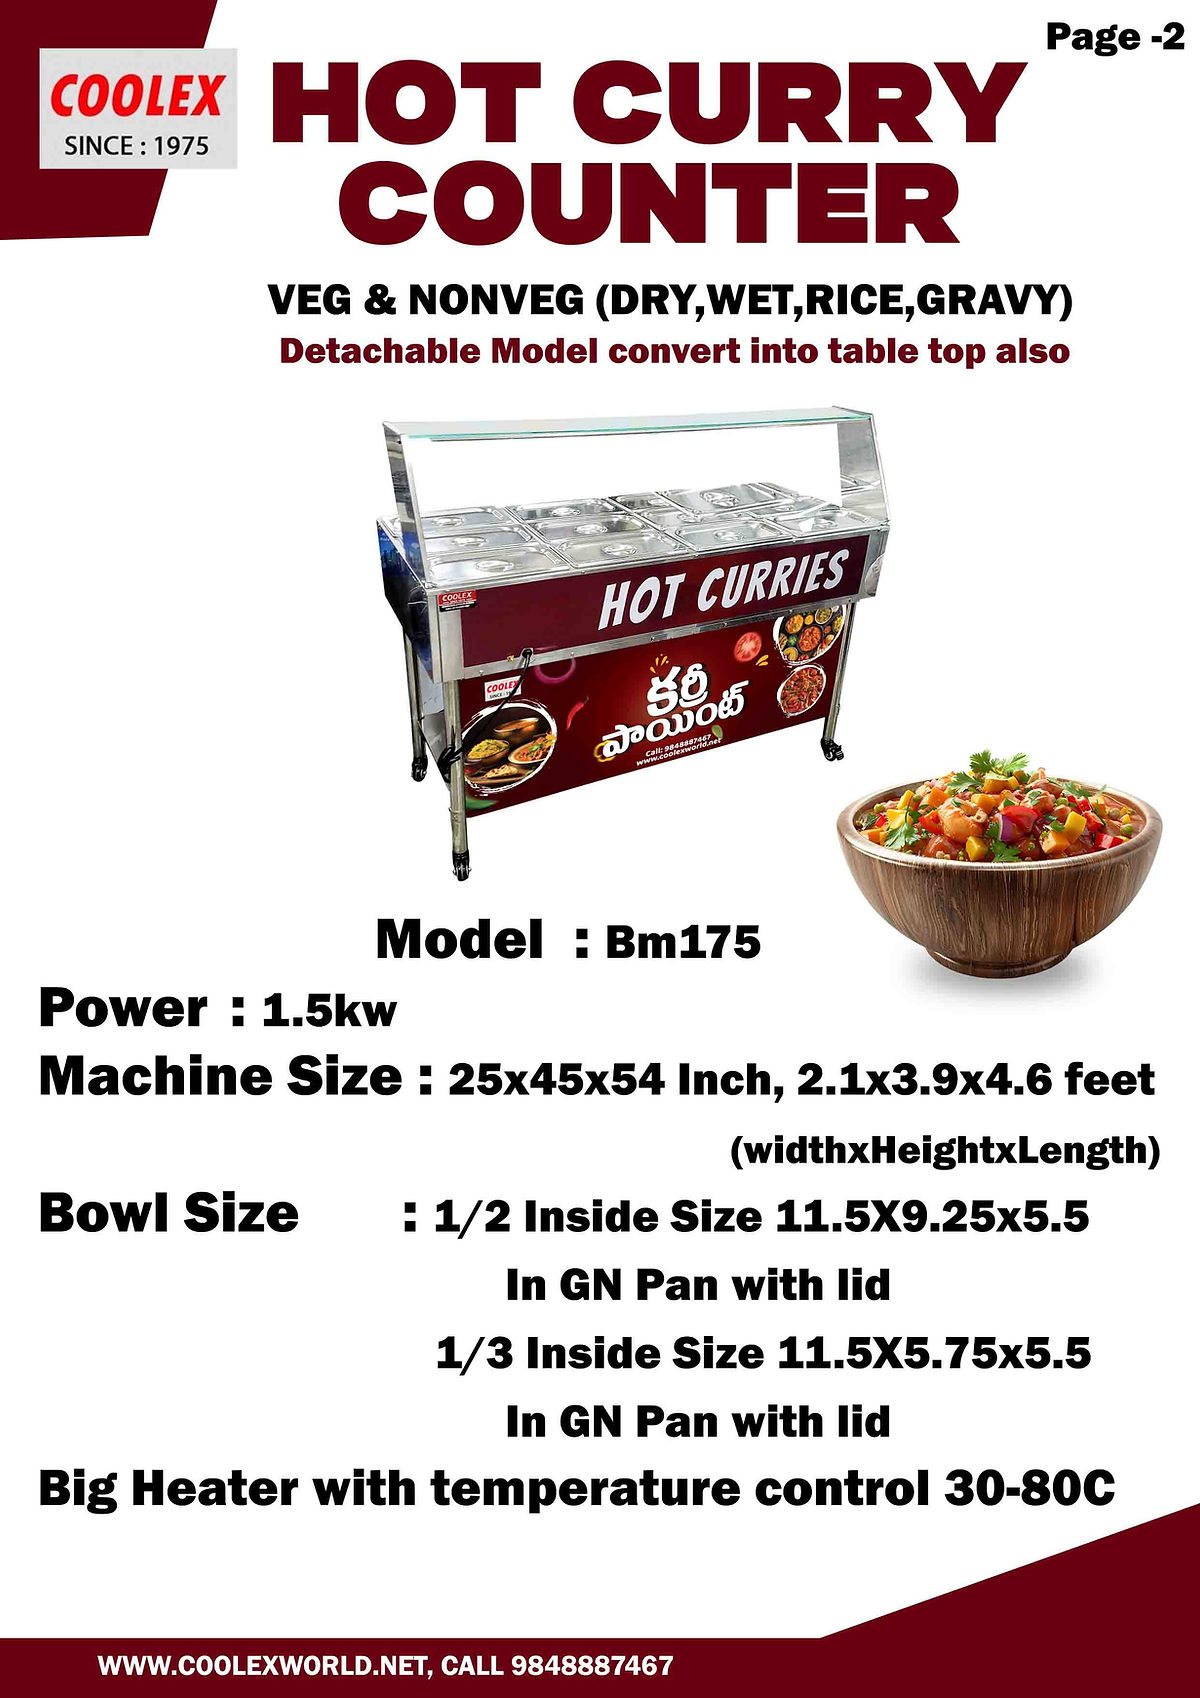 Page -2
COOLEX
SINCE : 1975
HOT CURRY
COUNTER
VEG & NONVEG (DRY,WET,RICE,GRAVY)
Detachable Model convert into table top also
HOT CURRIES
COOLEX
COOLEX
SINCE : 19
కర్రీ
పాయింట్
Call: 9848887467
www.coolexworld.net
Model : Bm175
Power : 1.5kw
Machine Size : 25x45x54 Inch, 2.1x3.9x4.6 feet
(widthxHeightxLength)
Bowl Size : 1/2 Inside Size 11.5X9.25x5.5
In GN Pan with lid
1/3 Inside Size 11.5X5.75x5.5
In GN Pan with lid
Big Heater with temperature control 30-80C
WWW.COOLEXWORLD.NET, CALL 9848887467